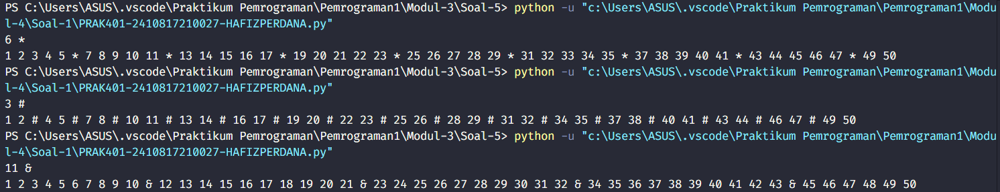 PS C:\Users\ASUS\.vscode\Praktikum Pemrograman\Pemrograman1\Modul-3\Soal-5> python -u "c:\Users\ASUS\.vscode\Praktikum Pemrograman\Pemrograman1\Modu
l-4\Soal-1\PRAK401-2410817210027-HAFIZPERDANA.py"
6 *
1 2 3 4 5 * 7 8 9 10 11 * 13 14 15 16 17 * 19 20 21 22 23 * 25 26 27 28 29 * 31 32 33 34 35 * 37 38 39 40 41 * 43 44 45 46 47 * 49 50
PS C:\Users\ASUS\.vscode\Praktikum Pemrograman\Pemrograman1\Modul-3\Soal-5> python -u "c:\Users\ASUS\.vscode\Praktikum Pemrograman\Pemrograman1\Modu
l-4\Soal-1\PRAK401-2410817210027-HAFIZPERDANA.py"
3 #
1 2 # 4 5 # 7 8 # 10 11 # 13 14 # 16 17 # 19 20 # 22 23 # 25 26 # 28 29 # 31 32 # 34 35 # 37 38 # 40 41 # 43 44 # 46 47 # 49 50
PS C:\Users\ASUS\.vscode\Praktikum Pemrograman\Pemrograman1\Modul-3\Soal-5> python -u "c:\Users\ASUS\.vscode\Praktikum Pemrograman\Pemrograman1\Modu
l-4\Soal-1\PRAK401-2410817210027-HAFIZPERDANA.py"
11 &
1 2 3 4 5 6 7 8 9 10 & 12 13 14 15 16 17 18 19 20 21 & 23 24 25 26 27 28 29 30 31 32 & 34 35 36 37 38 39 40 41 42 43 & 45 46 47 48 49 50